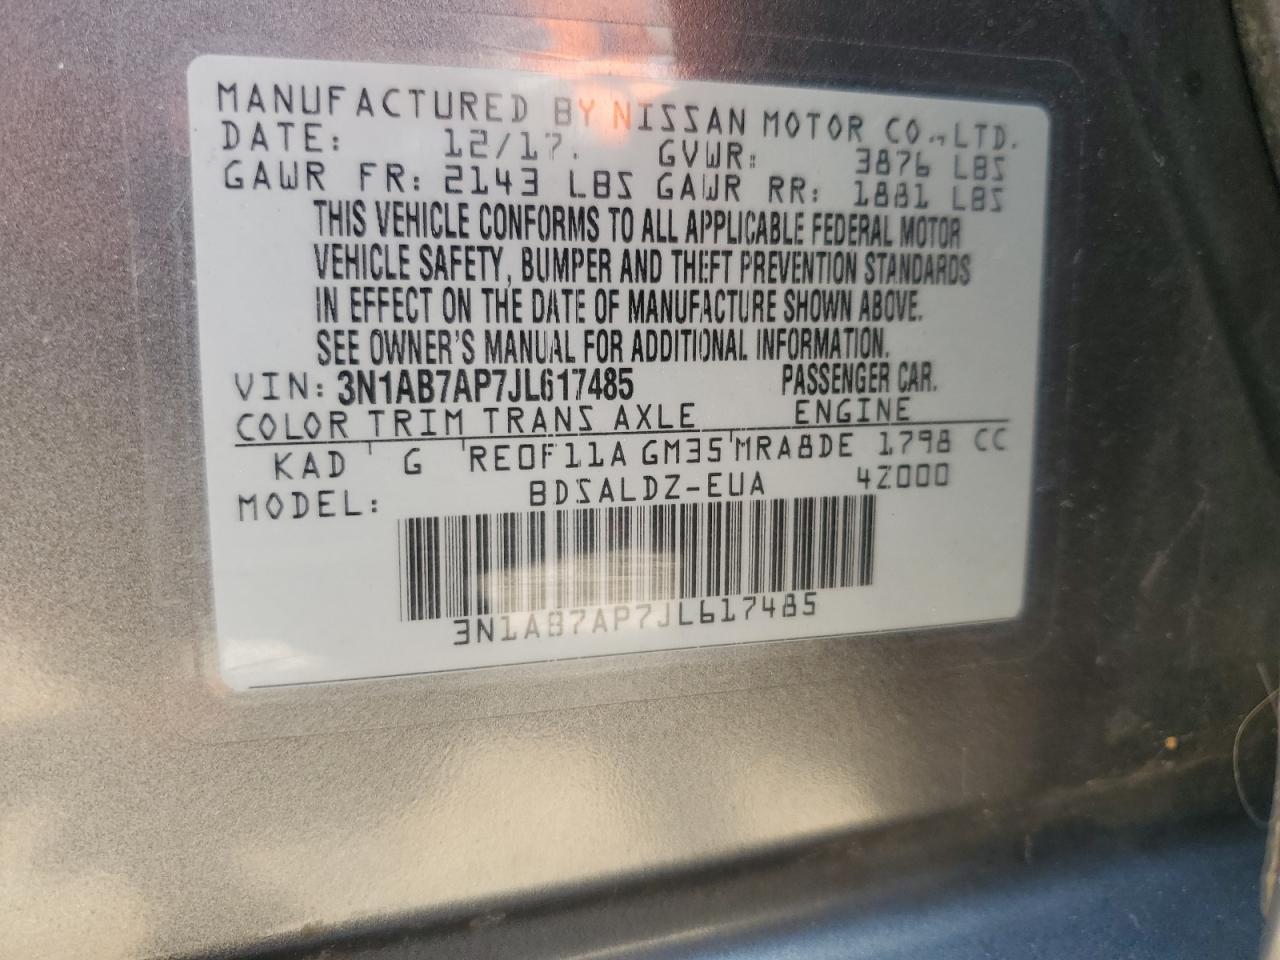 MANUFACTURED BY NISSAN MOTOR CO.,LTD.
DATE: 12/17. GVWR: 3876 LBS
GAWR FR: 2143 LBS GAWR RR: 1881 LBS
THIS VEHICLE CONFORMS TO ALL APPLICABLE FEDERAL MOTOR
VEHICLE SAFETY, BUMPER AND THEFT PREVENTION STANDARDS
IN EFFECT ON THE DATE OF MANUFACTURE SHOWN ABOVE.
SEE OWNER'S MANUAL FOR ADDITIONAL INFORMATION.
VIN: 3N1AB7AP7JL617485 PASSENGER CAR.
COLOR TRIM TRANS AXLE ENGINE
KAD G RE0F11A GM35 MRA8DE 1798 CC
MODEL: BDSALDZ-EUA 4Z000
3N1AB7AP7JL617485